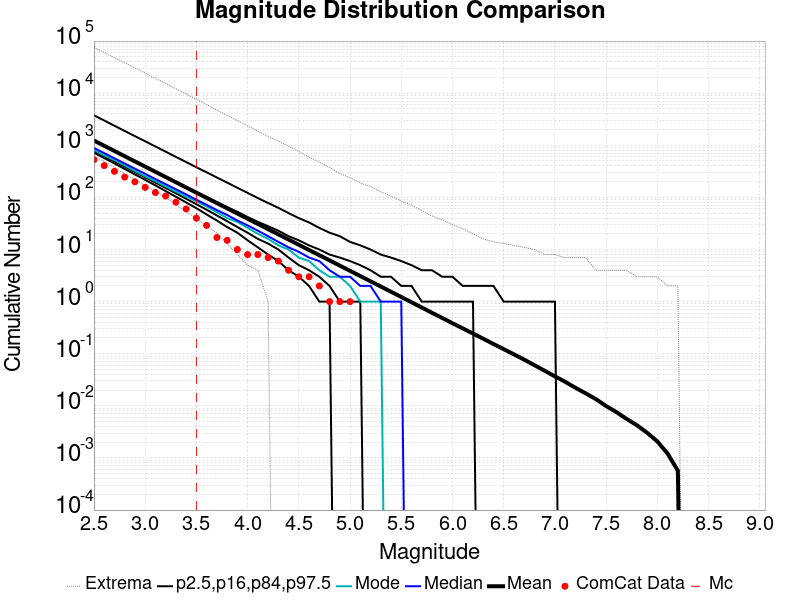 Magnitude Distribution Comparison
10^5
10^4
10^3
10^2
10^1
10^0
10^-1
10^-2
10^-3
10^-4
Cumulative Number
2.5 3.0 3.5 4.0 4.5 5.0 5.5 6.0 6.5 7.0 7.5 8.0 8.5 9.0
Magnitude
Extrema p2.5,p16,p84,p97.5 Mode Median Mean ComCat Data Mc